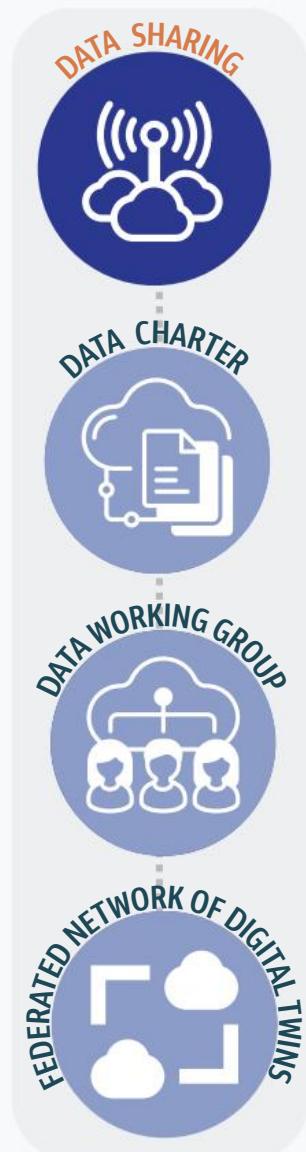 DATA SHARING
DATA CHARTER
DATA WORKING GROUP
FEDERATED NETWORK OF DIGITAL TWINS